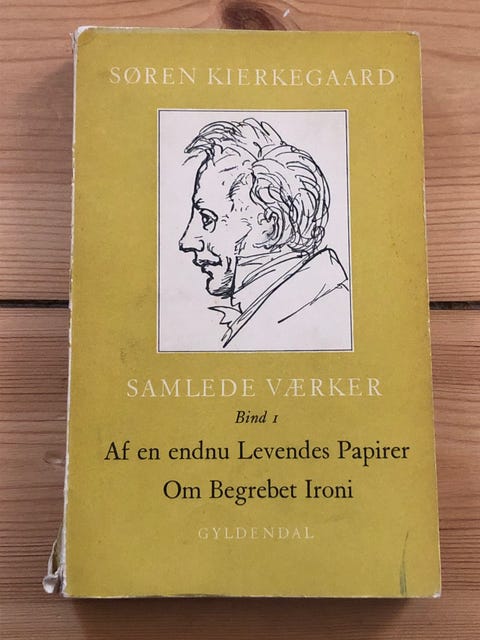 SØREN KIERKEGAARD
SAMLEDE VÆRKER
Bind 1
Af en endnu Levendes Papirer
Om Begrebet Ironi
GYLDENDAL